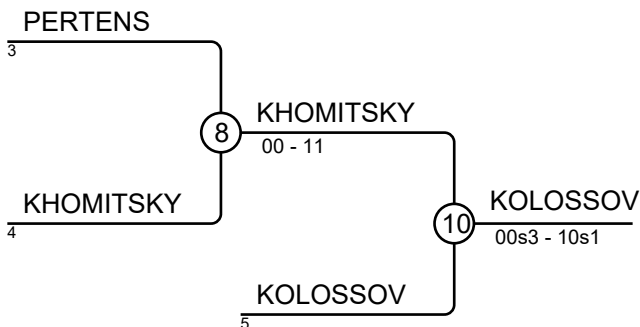 PERTENS
3
8
KHOMITSKY
00 - 11
KHOMITSKY
4
10
KOLOSSOV
00s3 - 10s1
KOLOSSOV
5